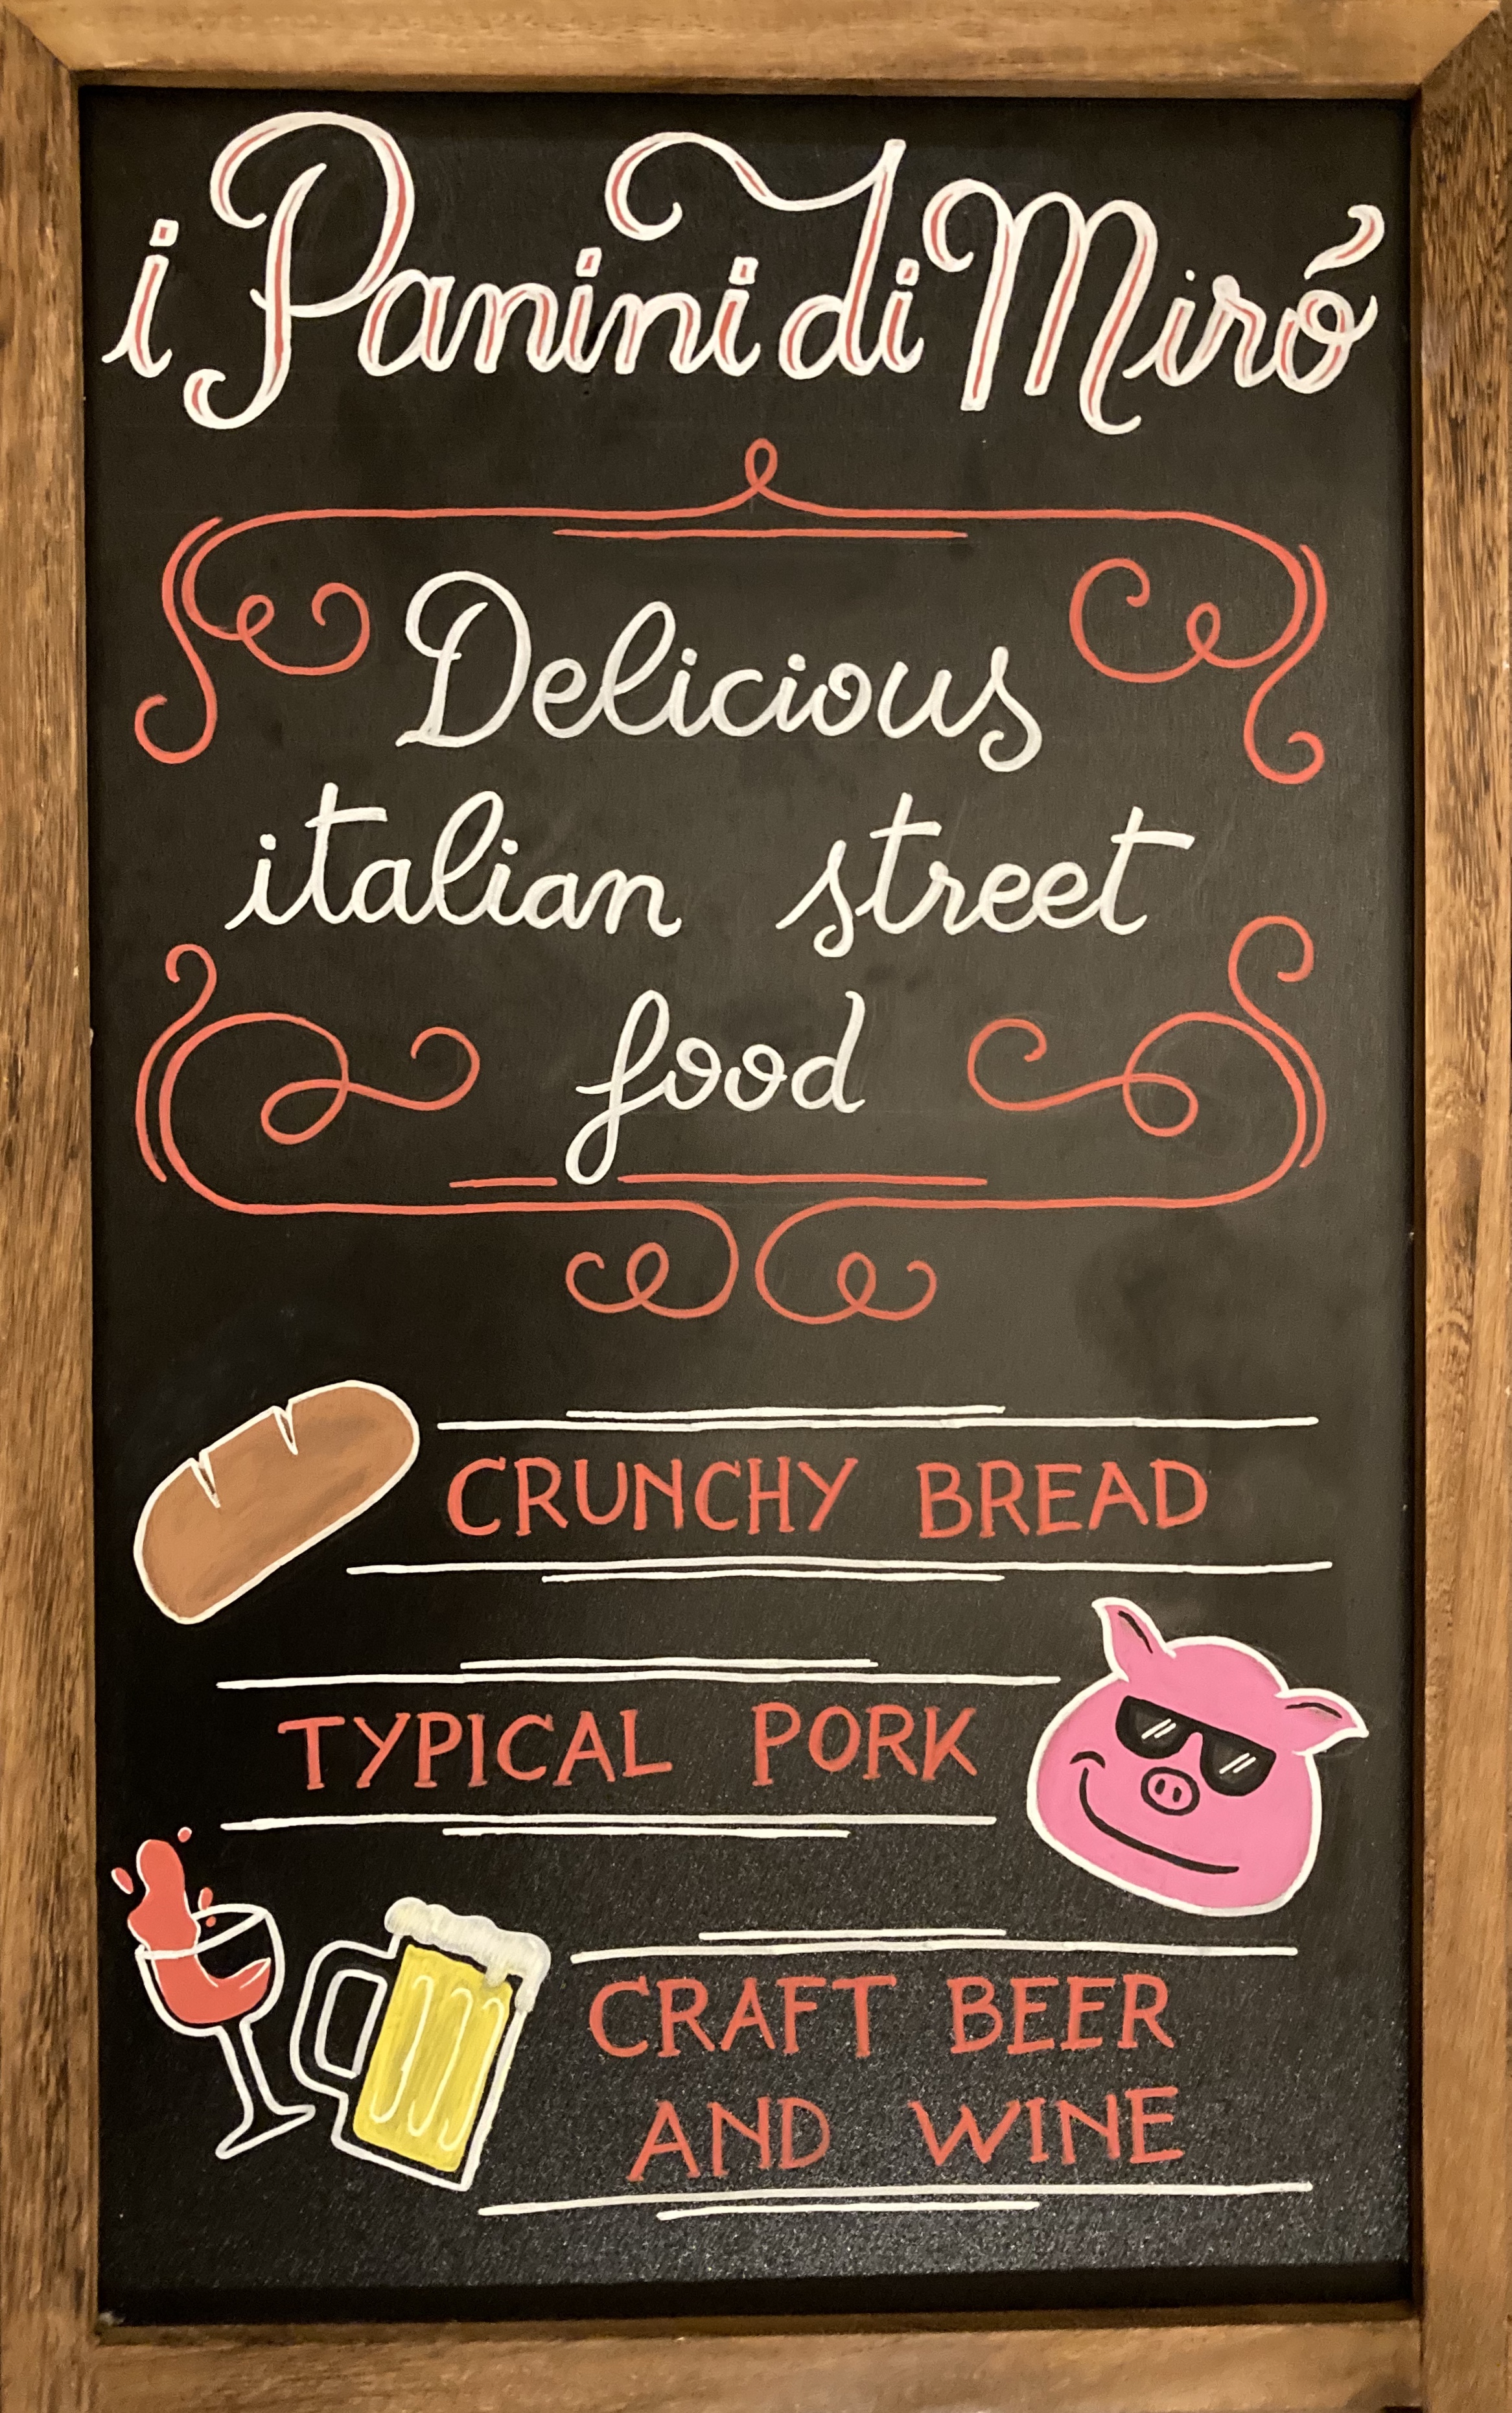 i Panini di Miró
Delicious
italian street
food
CRUNCHY BREAD
TYPICAL PORK
CRAFT BEER
AND WINE